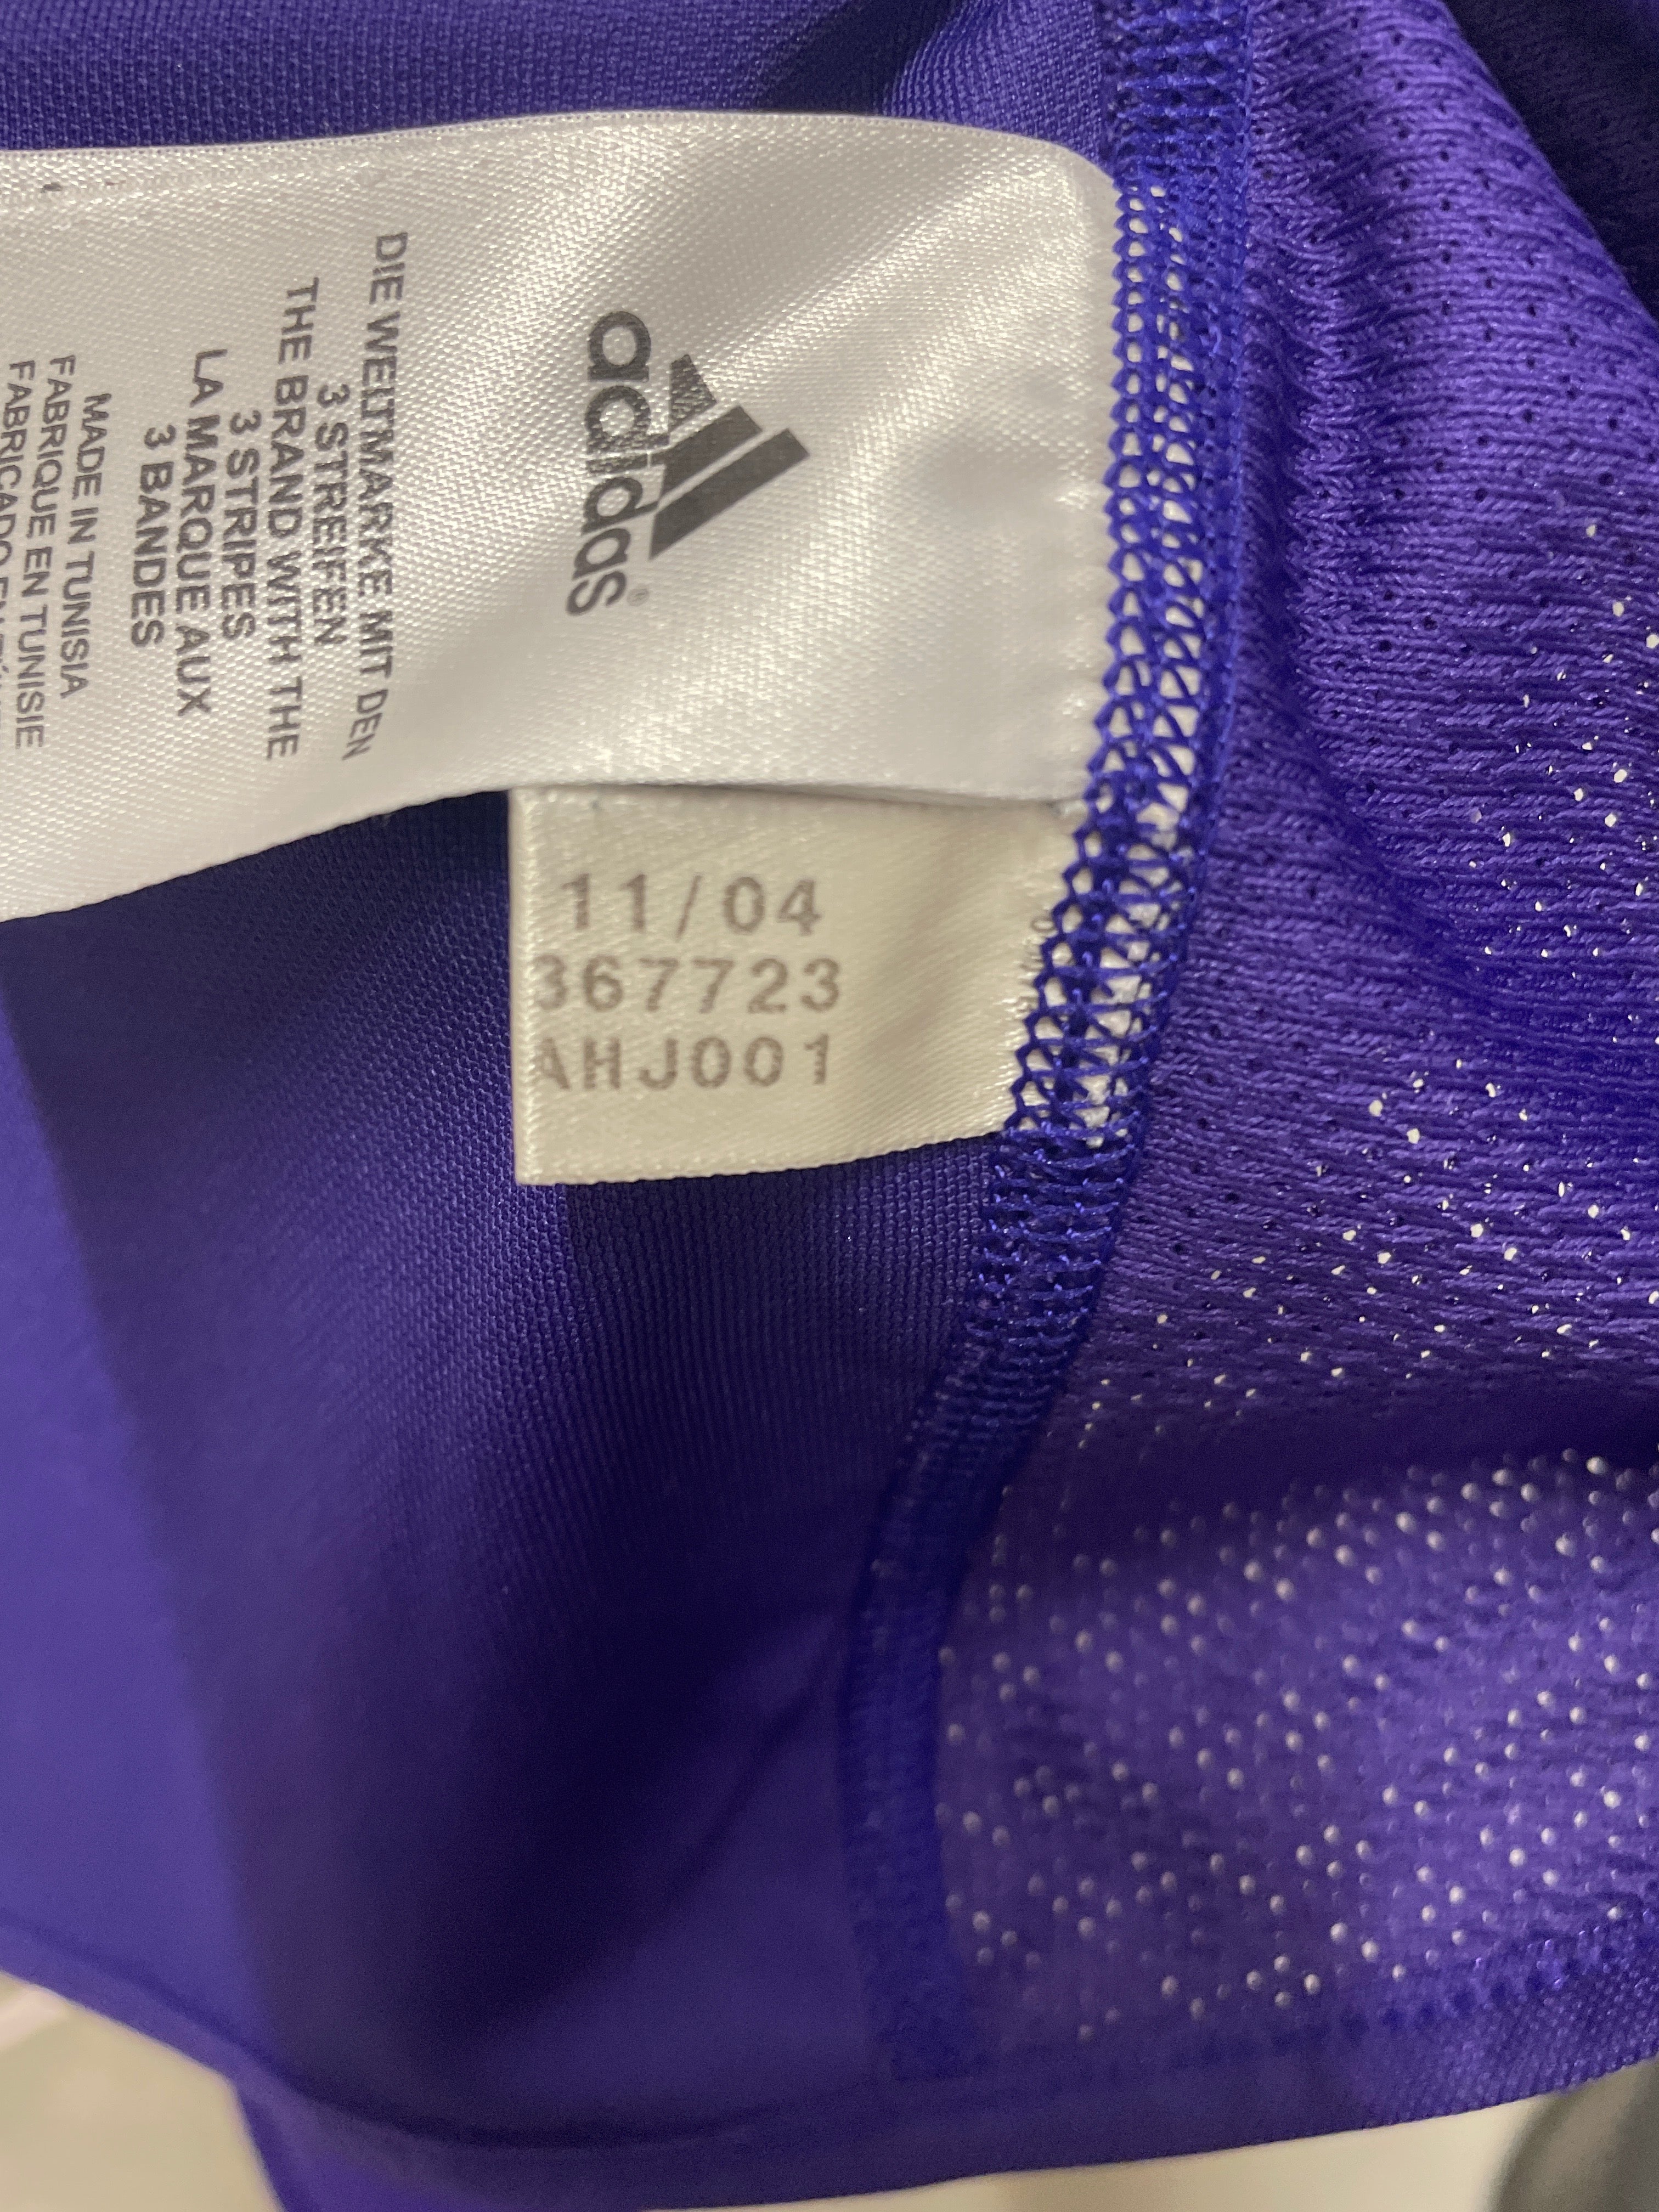 adidas®
DIE WELTMARKE MIT DEN
3 STREIFEN
THE BRAND WITH THE
3 STRIPES
LA MARQUE AUX
3 BANDES
MADE IN TUNISIA
FABRIQUE EN TUNISIE
11/04
367723
AHJ001